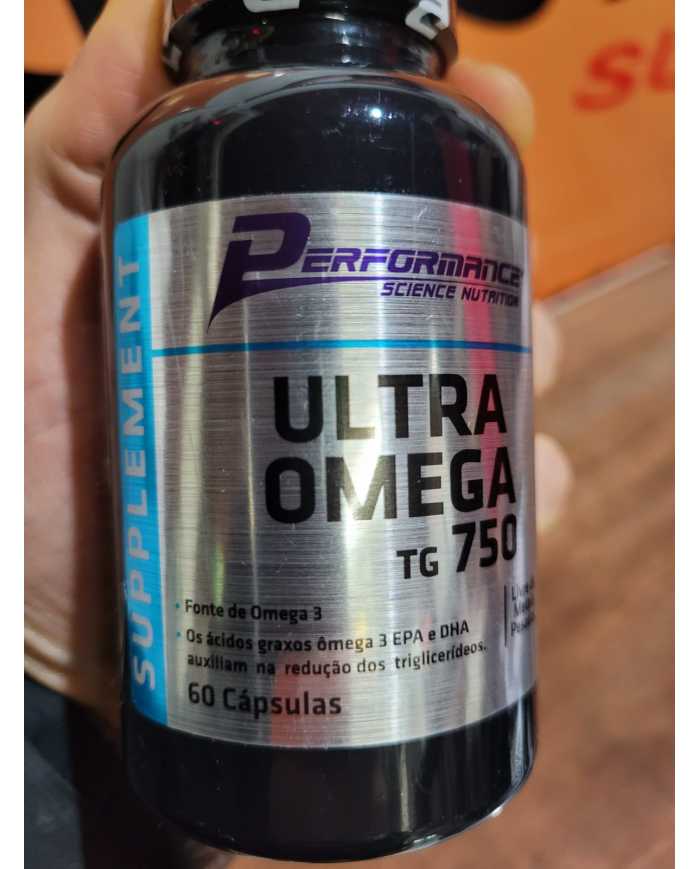 PERFORMANCE
SCIENCE NUTRITION
SUPPLEMENT
ULTRA
OMEGA
TG 750
Fonte de Omega 3
Os ácidos graxos ômega 3 EPA e DHA
auxiliam na redução dos triglicerídeos.
60 Cápsulas